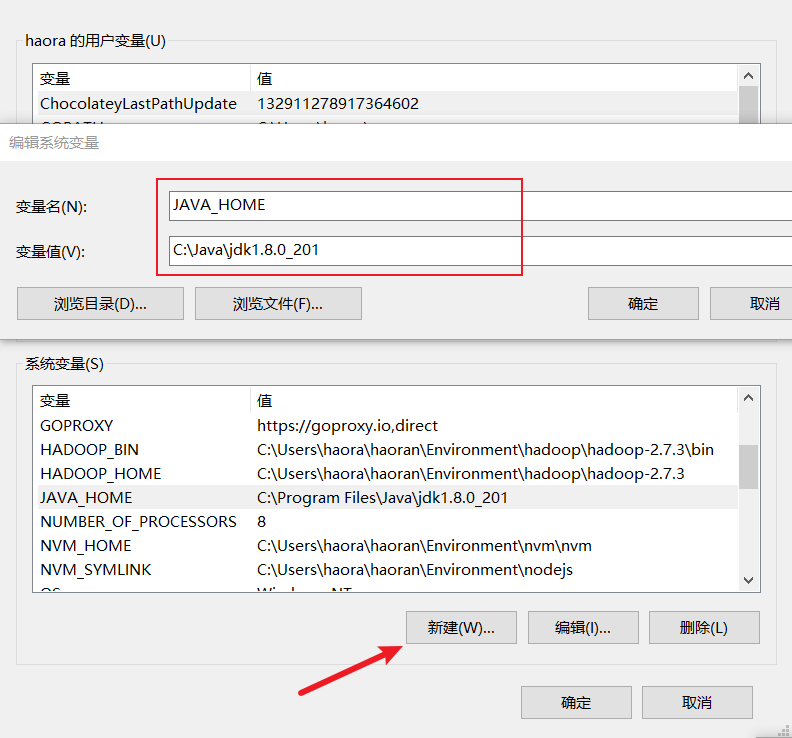 haora 的用户变量(U)
变量 值
ChocolateyLastPathUpdate 132911278917364602
编辑系统变量
变量名(N): JAVA_HOME
变量值(V): C:\Java\jdk1.8.0_201
浏览目录(D)... 浏览文件(F)... 确定 取消
系统变量(S)
变量 值
GOPROXY https://goproxy.io,direct
HADOOP_BIN C:\Users\haora\haoran\Environment\hadoop\hadoop-2.7.3\bin
HADOOP_HOME C:\Users\haora\haoran\Environment\hadoop\hadoop-2.7.3
JAVA_HOME C:\Program Files\Java\jdk1.8.0_201
NUMBER_OF_PROCESSORS 8
NVM_HOME C:\Users\haora\haoran\Environment\nvm\nvm
NVM_SYMLINK C:\Users\haora\haoran\Environment\nodejs
OS Windows_NT
新建(W)... 编辑(I)... 删除(L)
确定 取消